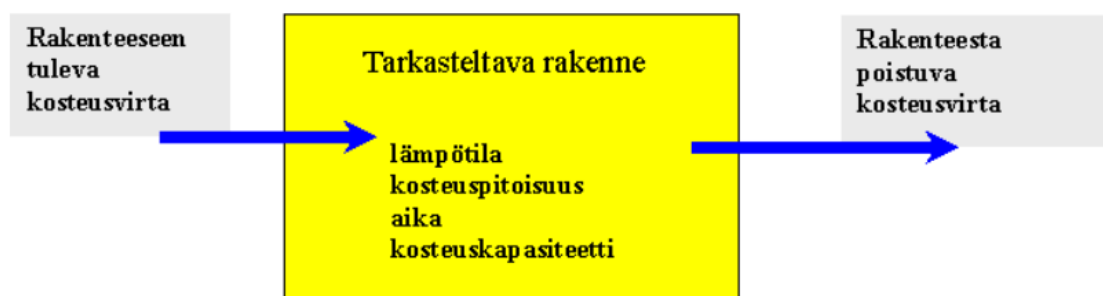 Rakenteeseen
tuleva
kosteusvirta
Tarkasteltava rakenne
lämpötila
kosteuspitoisuus
aika
kosteuskapasiteetti
Rakenteesta
poistuva
kosteusvirta